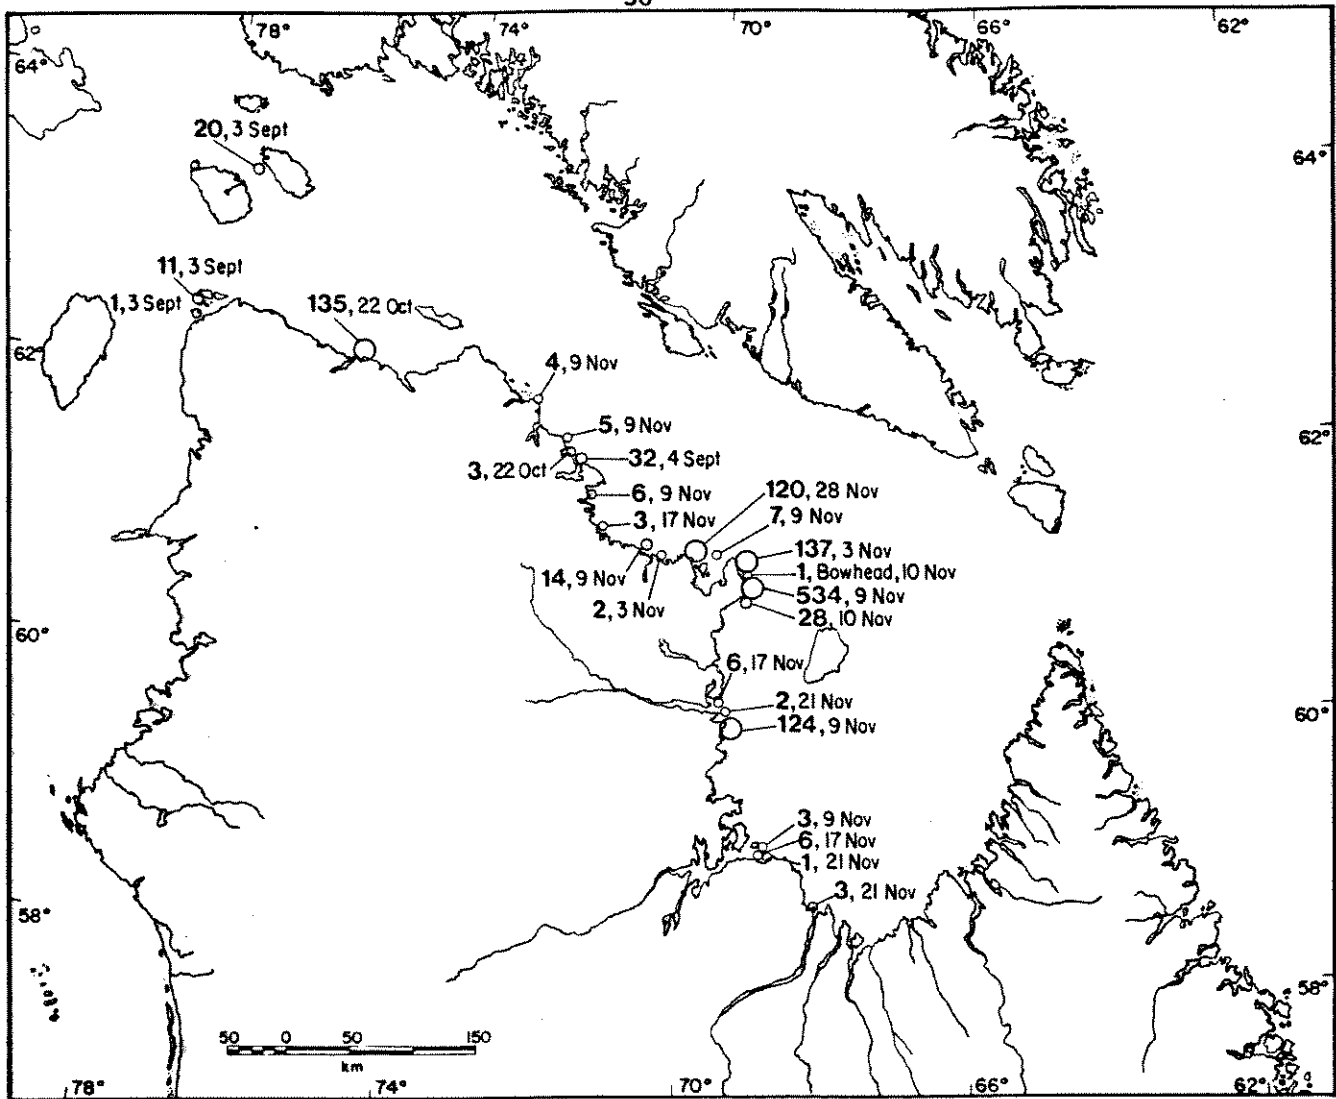 78° 74° 70° 66° 62°
64°
20, 3 Sept
64°
11, 3 Sept
1, 3 Sept
135, 22 Oct
62°
4, 9 Nov
5, 9 Nov
62°
32, 4 Sept
3, 22 Oct
6, 9 Nov
120, 28 Nov
3, 17 Nov
7, 9 Nov
137, 3 Nov
14, 9 Nov
1, Bowhead, 10 Nov
534, 9 Nov
2, 3 Nov
28, 10 Nov
60°
6, 17 Nov
2, 21 Nov
60°
124, 9 Nov
3, 9 Nov
6, 17 Nov
1, 21 Nov
3, 21 Nov
58°
58°
50 0 50 150
km
78° 74° 70° 66° 62°